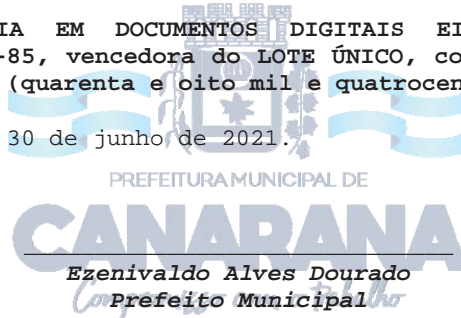 IA EM DOCUMENTOS DIGITAIS EI
-85, vencedora do LOTE ÚNICO, co
(quarenta e oito mil e quatrocen
30 de junho de 2021.
PREFEITURA MUNICIPAL DE
CANARANA
Ezenivaldo Alves Dourado
Prefeito Municipal